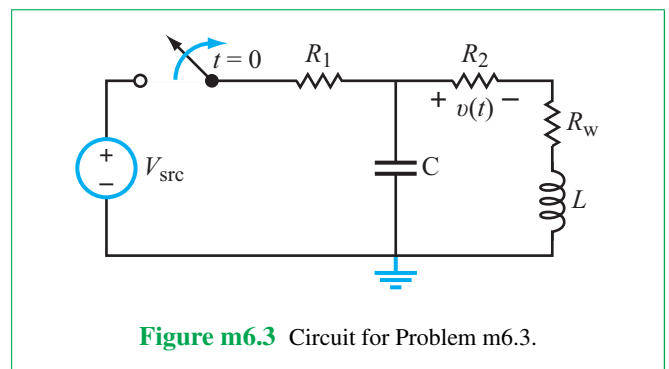 t = 0
R1
R2
+ v(t) −
Rw
+
−
Vsrc
C
L
Figure m6.3 Circuit for Problem m6.3.